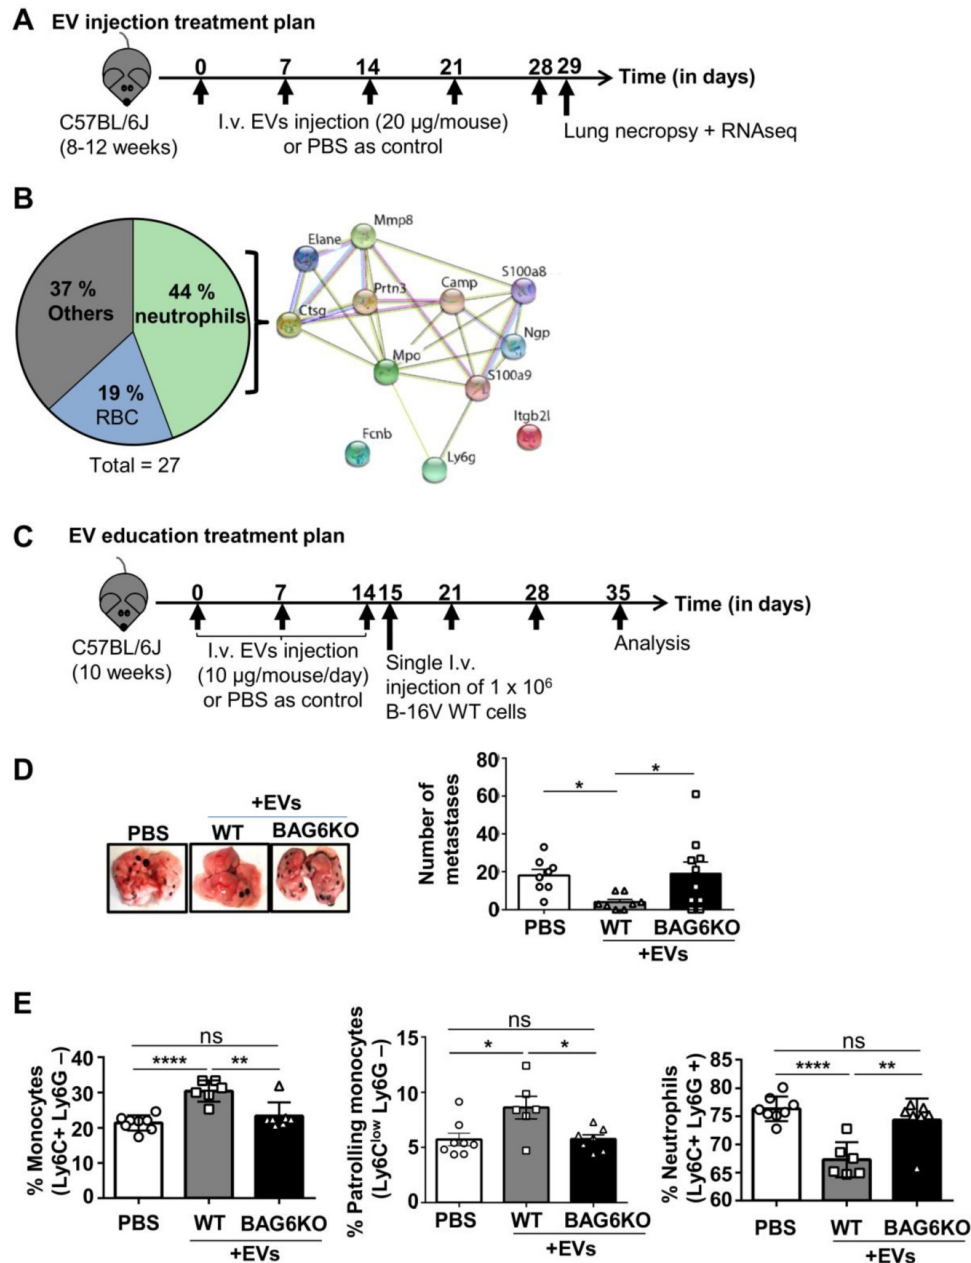 A EV injection treatment plan
0 7 14 21 28 29
Time (in days)
C57BL/6J
(8-12 weeks)
I.v. EVs injection (20 µg/mouse)
or PBS as control
Lung necropsy + RNAseq
B
37 %
Others
44 %
neutrophils
19 %
RBC
Total = 27
Mmp8
Elane
S100a8
Prtn3
Camp
Ctsg
Ngp
Mpo
S100a9
Itgb2l
Fcnb
Ly6g
C EV education treatment plan
0 7 14 15 21 28 35
Time (in days)
C57BL/6J
(10 weeks)
I.v. EVs injection
(10 µg/mouse/day)
or PBS as control
Single I.v.
injection of 1 x 10⁶
B-16V WT cells
Analysis
D
+EVs
PBS WT BAG6KO
Number of
metastases
80
60
40
20
0
* *
PBS WT BAG6KO
+EVs
E
% Monocytes
(Ly6C+ Ly6G –)
40
30
20
10
0
ns
**** **
PBS WT BAG6KO
+EVs
% Patrolling monocytes
(Ly6Cˡᵒʷ Ly6G –)
15
10
5
0
ns
* *
PBS WT BAG6KO
+EVs
% Neutrophils
(Ly6C+ Ly6G +)
85
80
75
70
65
60
ns
**** **
PBS WT BAG6KO
+EVs